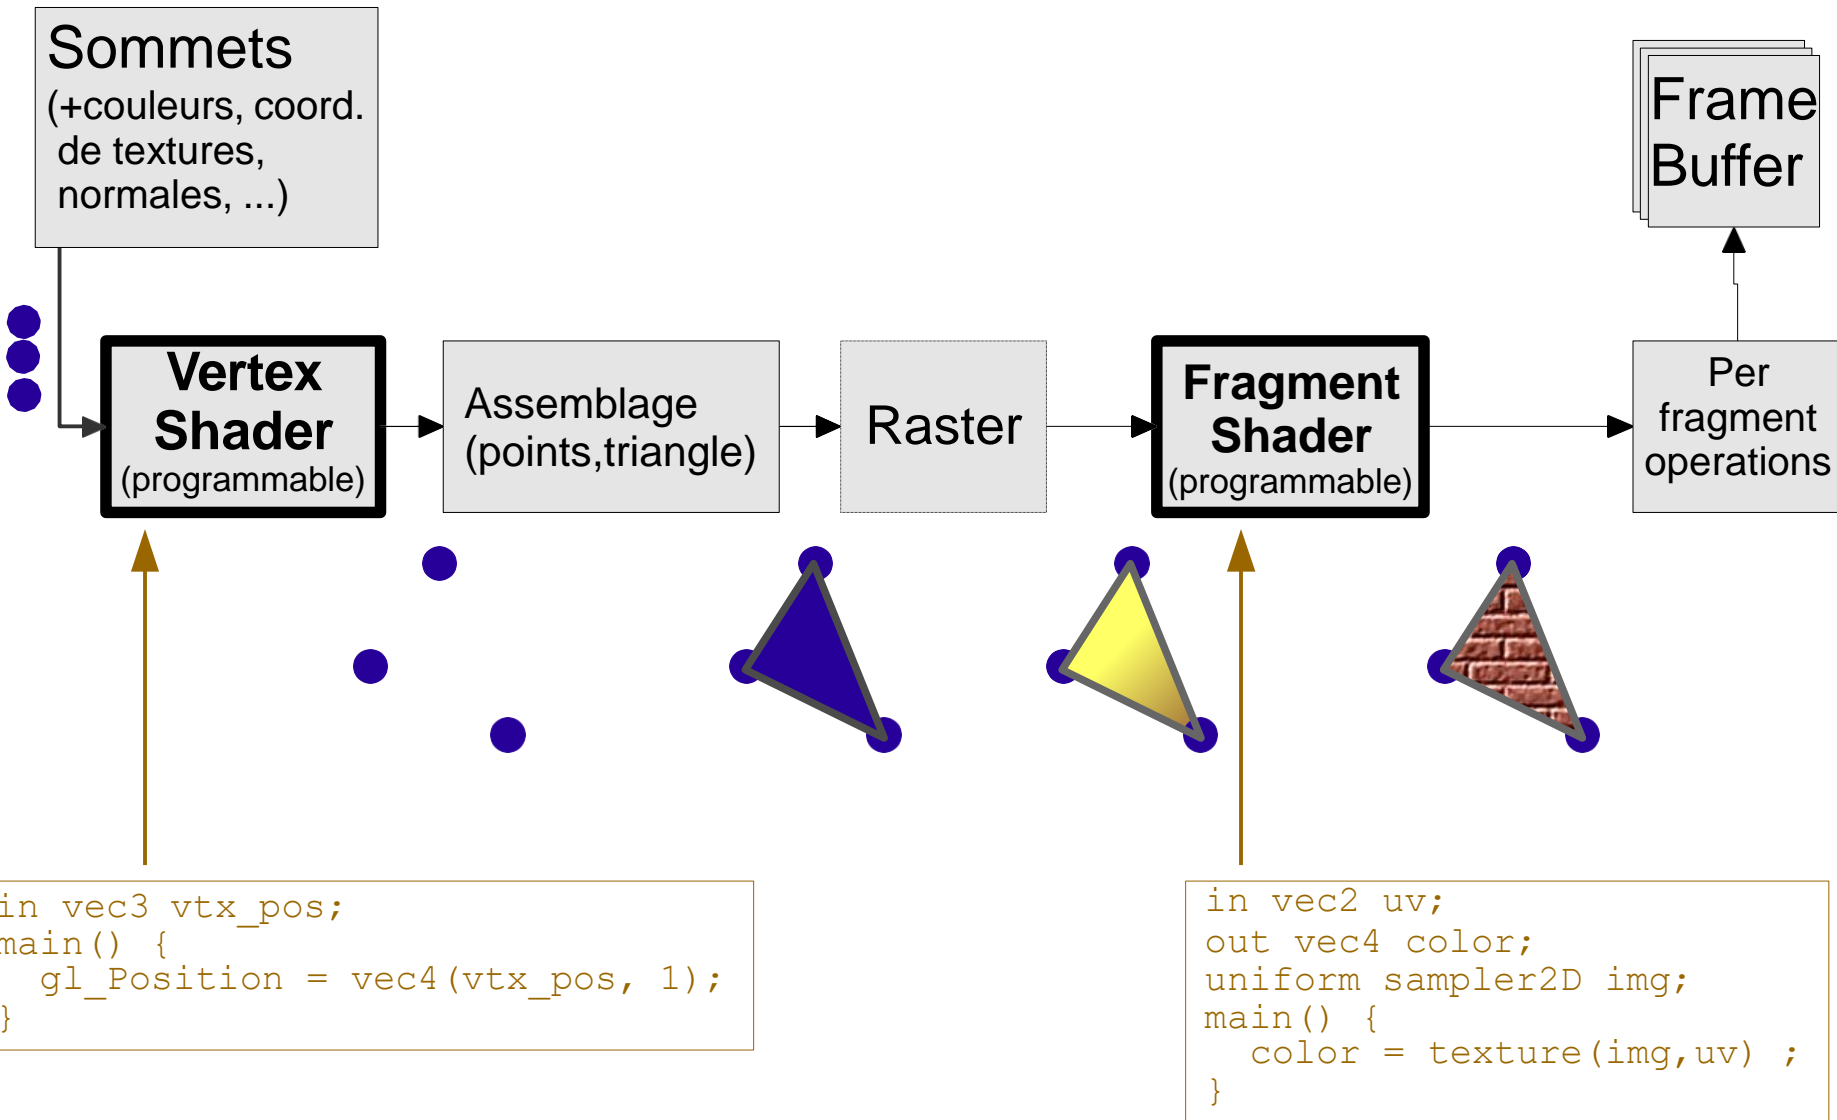 Sommets
(+couleurs, coord.
de textures,
normales, ...)
Frame
Buffer
Vertex
Shader
(programmable)
Assemblage
(points,triangle)
Raster
Fragment
Shader
(programmable)
Per
fragment
operations
in vec3 vtx_pos;
main() {
gl_Position = vec4(vtx_pos, 1);
}
in vec2 uv;
out vec4 color;
uniform sampler2D img;
main() {
color = texture(img,uv) ;
}